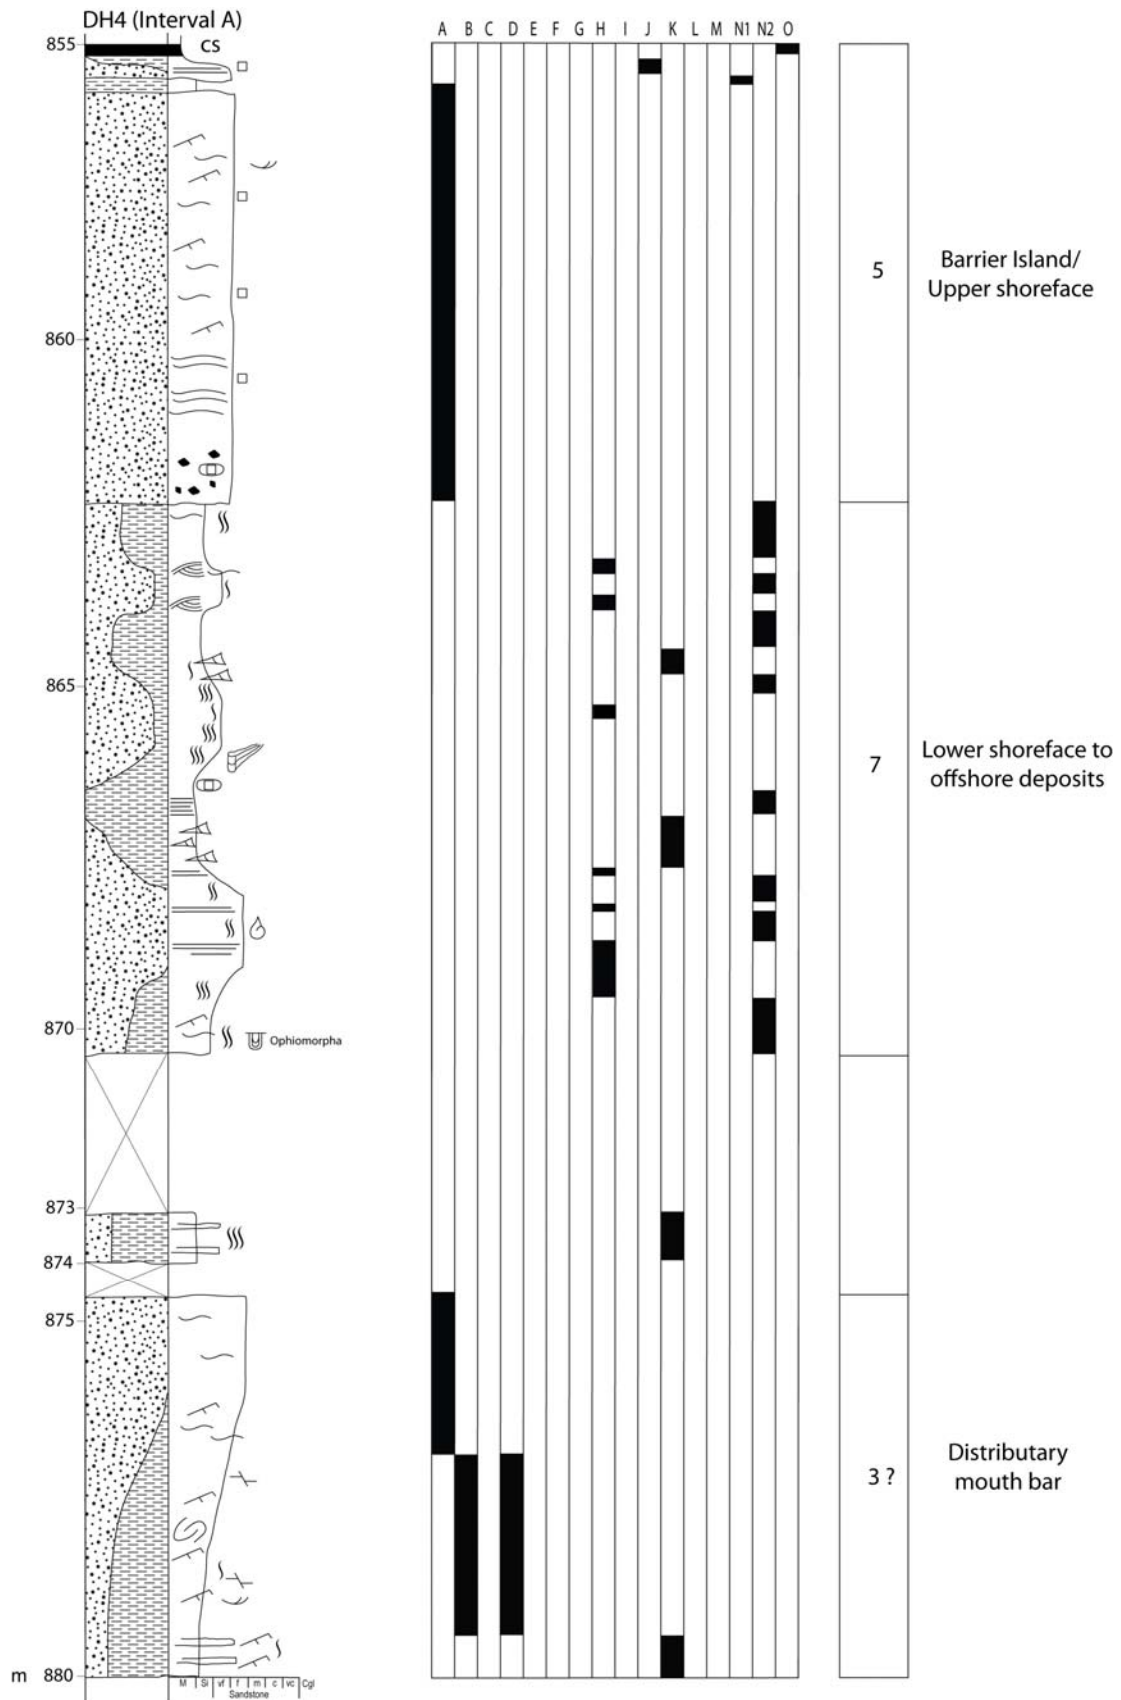 DH4 (Interval A)
CS
A B C D E F G H I J K L M N1 N2 O
855
5
Barrier Island/
Upper shoreface
860
865
7
Lower shoreface to
offshore deposits
870
Ophiomorpha
873
874
875
3 ?
Distributary
mouth bar
m
880
M Si vf f m c vc Cgl
Sandstone